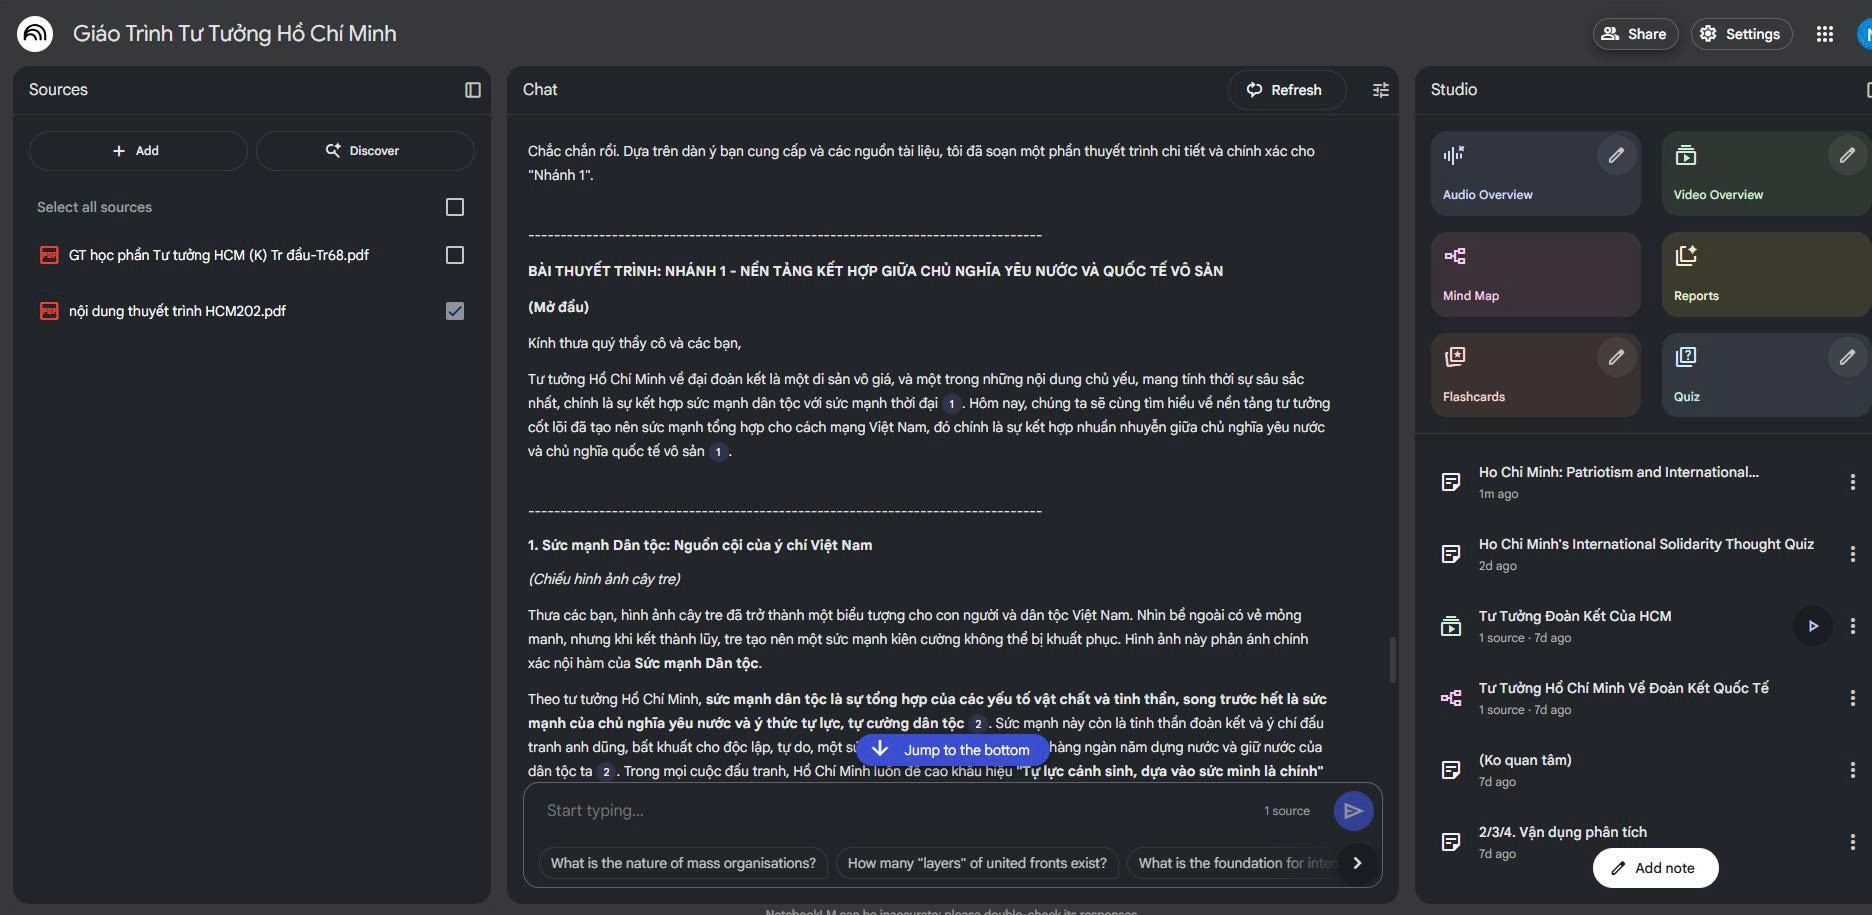 Giáo Trình Tư Tưởng Hồ Chí Minh
Share
Settings
Sources
Add
Discover
Select all sources
GT học phần Tư tưởng HCM (K) Tr đầu-Tr68.pdf
nội dung thuyết trình HCM202.pdf
Chat
Refresh
Chắc chắn rồi. Dựa trên dàn ý bạn cung cấp và các nguồn tài liệu, tôi đã soạn một phần thuyết trình chi tiết và chính xác cho
"Nhánh 1".
--------------------------------------------------------------------------------
BÀI THUYẾT TRÌNH: NHÁNH 1 - NỀN TẢNG KẾT HỢP GIỮA CHỦ NGHĨA YÊU NƯỚC VÀ QUỐC TẾ VÔ SẢN
(Mở đầu)
Kính thưa quý thầy cô và các bạn,
Tư tưởng Hồ Chí Minh về đại đoàn kết là một di sản vô giá, và một trong những nội dung chủ yếu, mang tính thời sự sâu sắc
nhất, chính là sự kết hợp sức mạnh dân tộc với sức mạnh thời đại 1 . Hôm nay, chúng ta sẽ cùng tìm hiểu về nền tảng tư tưởng
cốt lõi đã tạo nên sức mạnh tổng hợp cho cách mạng Việt Nam, đó chính là sự kết hợp nhuần nhuyễn giữa chủ nghĩa yêu nước
và chủ nghĩa quốc tế vô sản 1 .
--------------------------------------------------------------------------------
1. Sức mạnh Dân tộc: Nguồn cội của ý chí Việt Nam
(Chiếu hình ảnh cây tre)
Thưa các bạn, hình ảnh cây tre đã trở thành một biểu tượng cho con người và dân tộc Việt Nam. Nhìn bề ngoài có vẻ mỏng
manh, nhưng khi kết thành lũy, tre tạo nên một sức mạnh kiên cường không thể bị khuất phục. Hình ảnh này phản ánh chính
xác nội hàm của Sức mạnh Dân tộc.
Theo tư tưởng Hồ Chí Minh, sức mạnh dân tộc là sự tổng hợp của các yếu tố vật chất và tinh thần, song trước hết là sức
mạnh của chủ nghĩa yêu nước và ý thức tự lực, tự cường dân tộc 2 . Sức mạnh này còn là tinh thần đoàn kết và ý chí đấu
tranh anh dũng, bất khuất cho độc lập, tự do, một hàng ngàn năm dựng nước và giữ nước của
Jump to the bottom
dân tộc ta 2 . Trong mọi cuộc đấu tranh, Hồ Chí Minh luôn đề cao khẩu hiệu "Tự lực cánh sinh, dựa vào sức mình là chính"
Start typing...
1 source
What is the nature of mass organisations?
How many "layers" of united fronts exist?
What is the foundation for inter
NotebookLM can be inaccurate; please double-check its responses.
Studio
Audio Overview
Video Overview
Mind Map
Reports
Flashcards
Quiz
Ho Chi Minh: Patriotism and International...
1m ago
Ho Chi Minh's International Solidarity Thought Quiz
2d ago
Tư Tưởng Đoàn Kết Của HCM
1 source · 7d ago
Tư Tưởng Hồ Chí Minh Về Đoàn Kết Quốc Tế
1 source · 7d ago
(Ko quan tâm)
7d ago
2/3/4. Vận dụng phân tích
7d ago
Add note